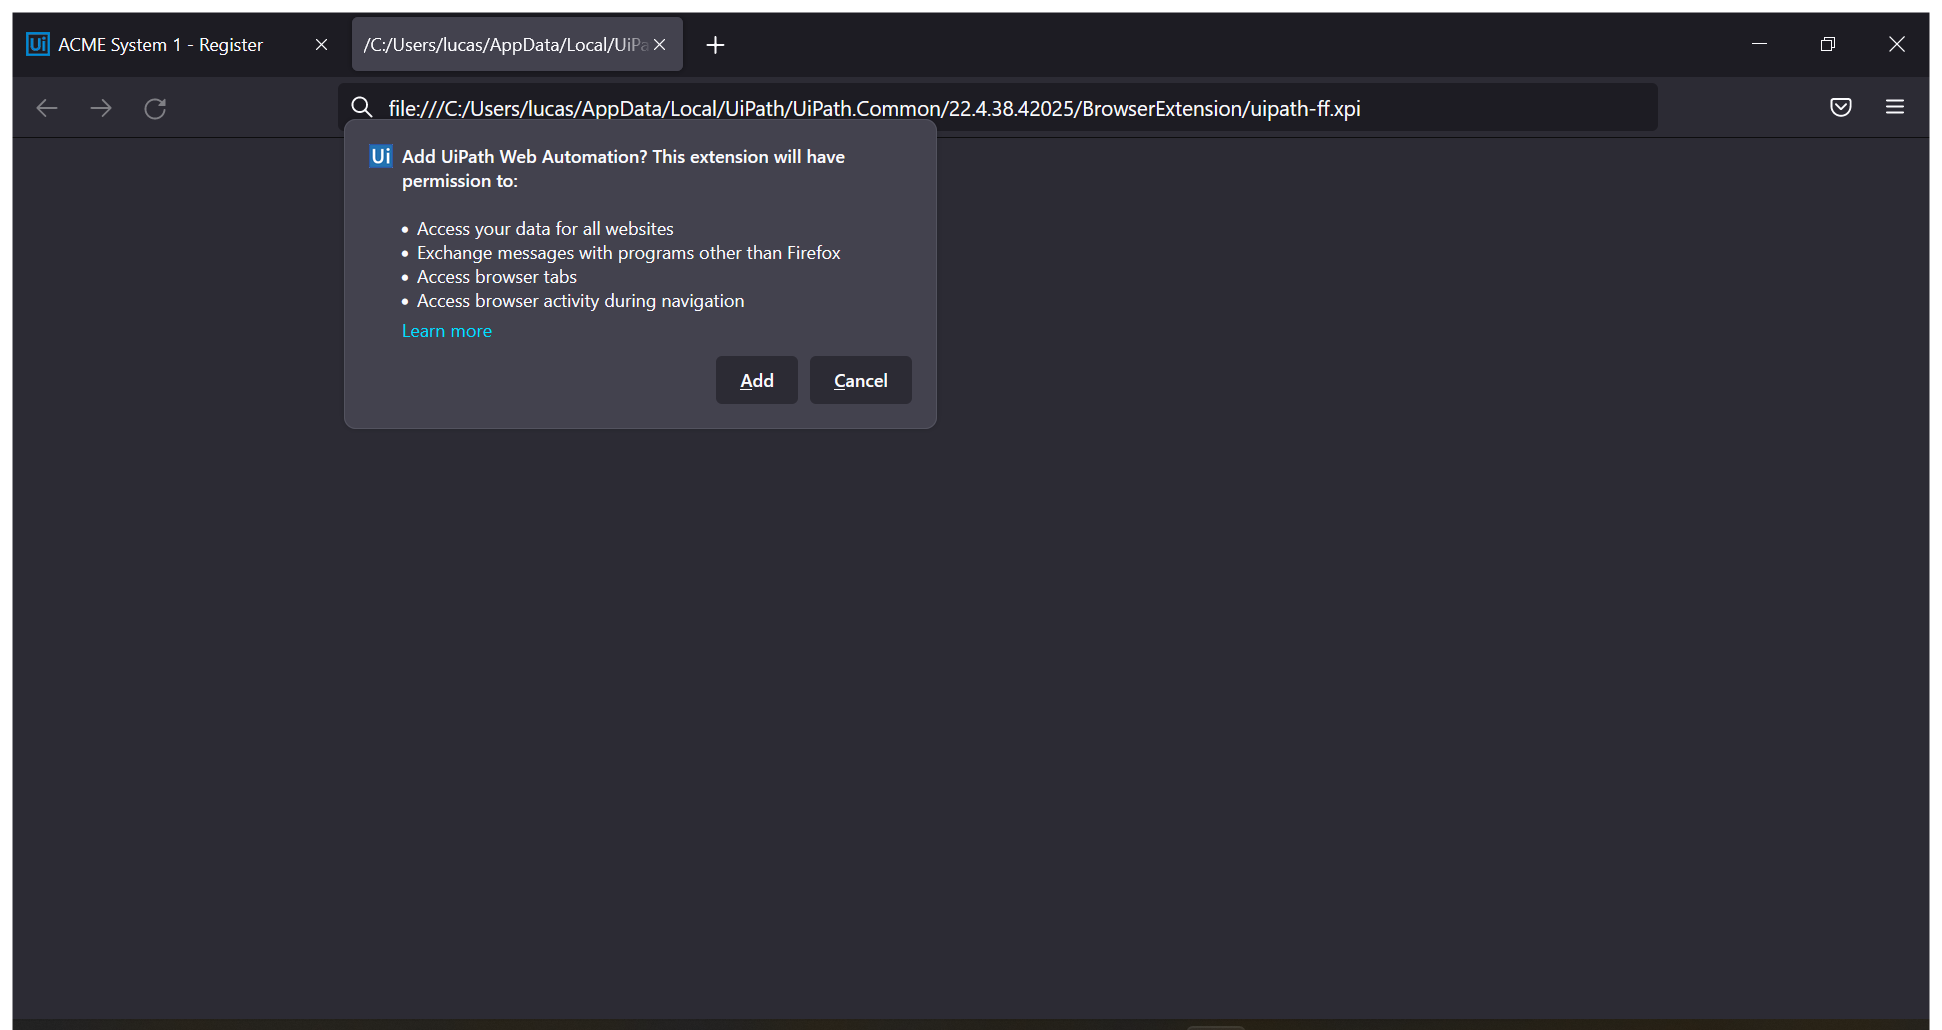 Ui ACME System 1 - Register
/C:/Users/lucas/AppData/Local/UiPa
file:///C:/Users/lucas/AppData/Local/UiPath/UiPath.Common/22.4.38.42025/BrowserExtension/uipath-ff.xpi
Ui Add UiPath Web Automation? This extension will have
permission to:
• Access your data for all websites
• Exchange messages with programs other than Firefox
• Access browser tabs
• Access browser activity during navigation
Learn more
Add
Cancel